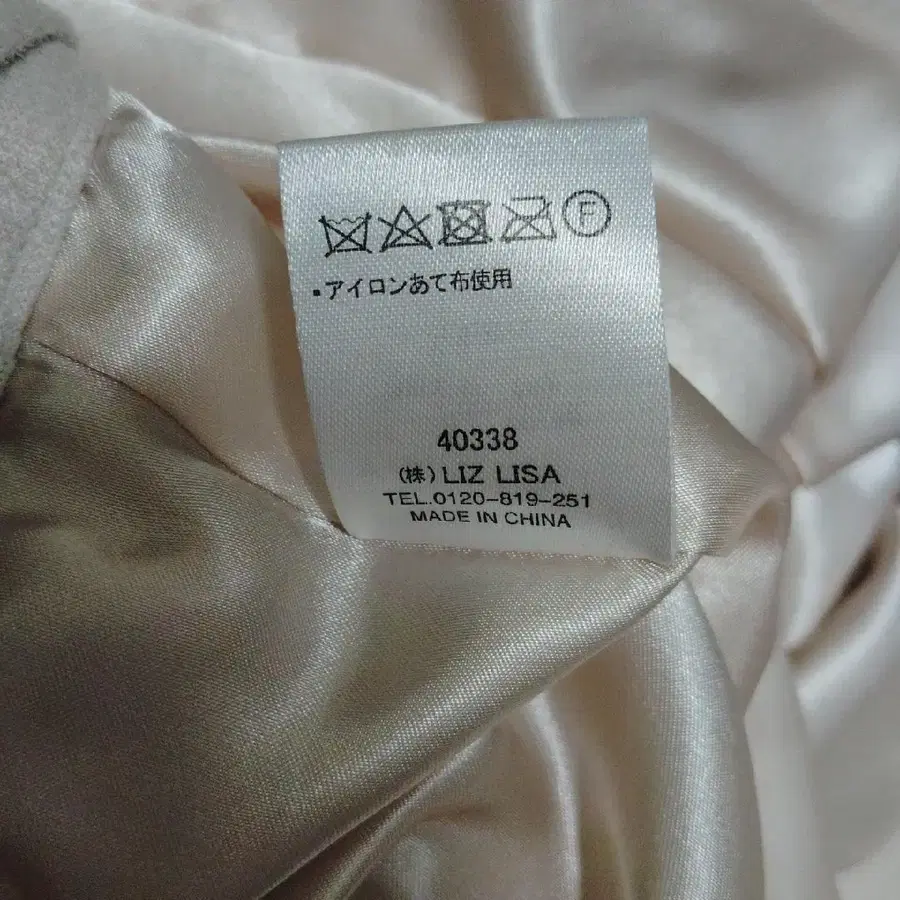 F
・アイロンあて布使用
40338
(株) LIZ LISA
TEL.0120-819-251
MADE IN CHINA